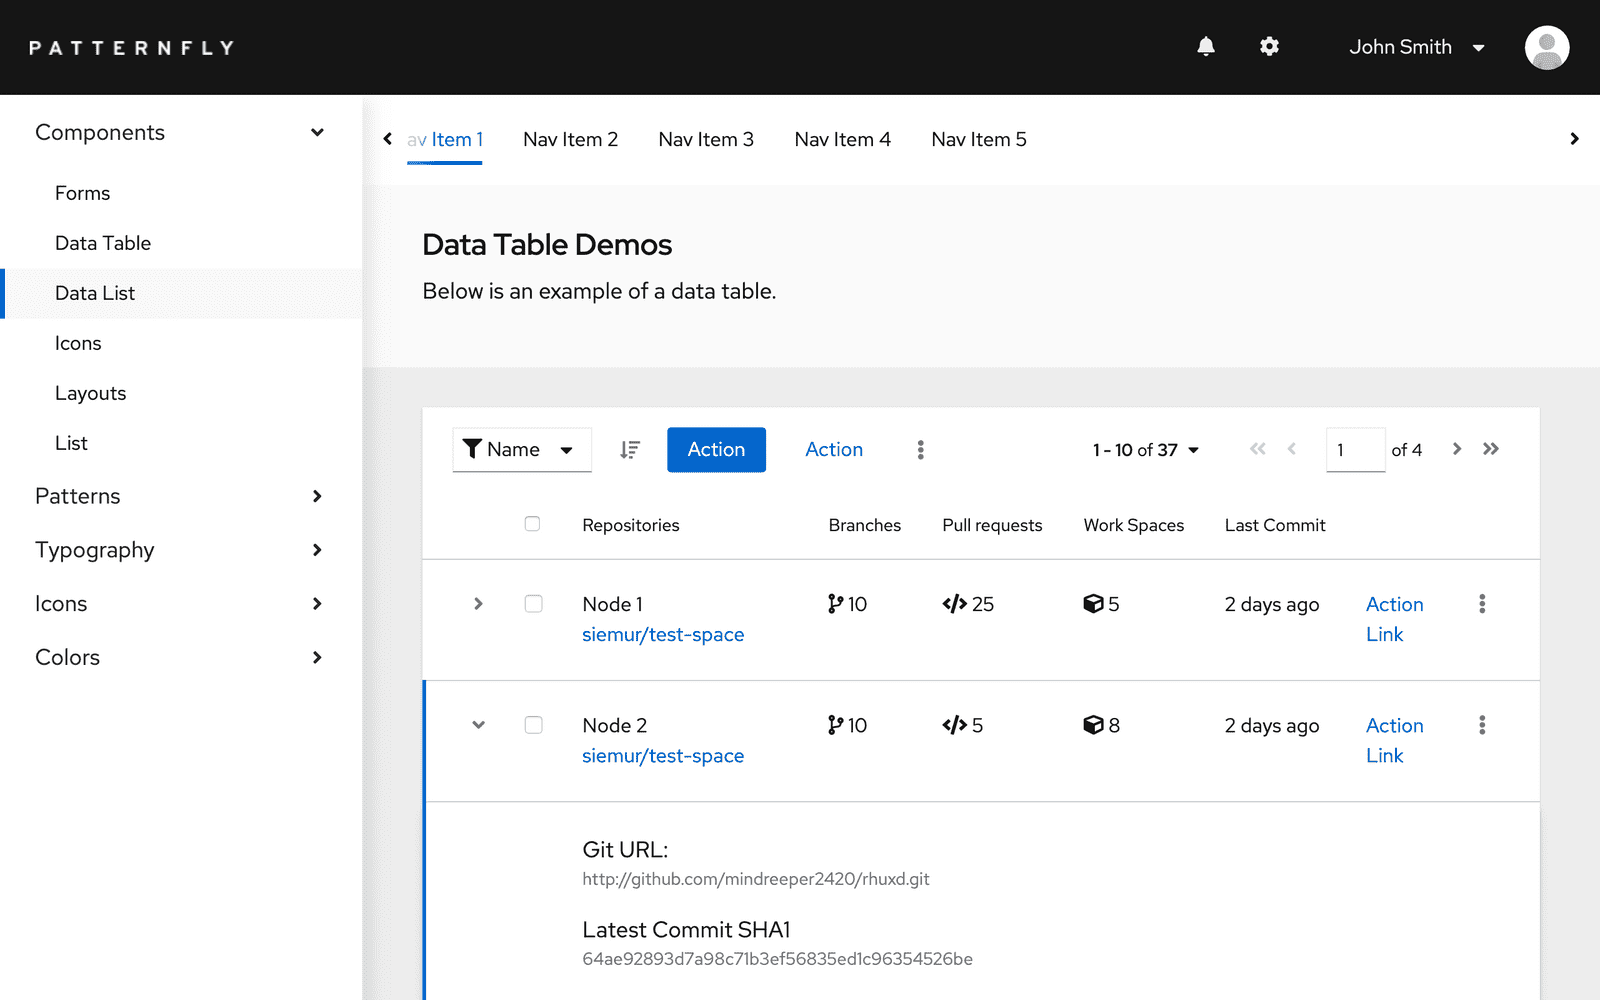 PATTERNFLY
John Smith
Components
Forms
Data Table
Data List
Icons
Layouts
List
Patterns
Typography
Icons
Colors
av Item 1 Nav Item 2 Nav Item 3 Nav Item 4 Nav Item 5
Data Table Demos
Below is an example of a data table.
Name Action Action 1 - 10 of 37 1 of 4
Repositories Branches Pull requests Work Spaces Last Commit
Node 1 10 25 5 2 days ago Action
siemur/test-space Link
Node 2 10 5 8 2 days ago Action
siemur/test-space Link
Git URL:
http://github.com/mindreeper2420/rhuxd.git
Latest Commit SHA1
64ae92893d7a98c71b3ef56835ed1c96354526be